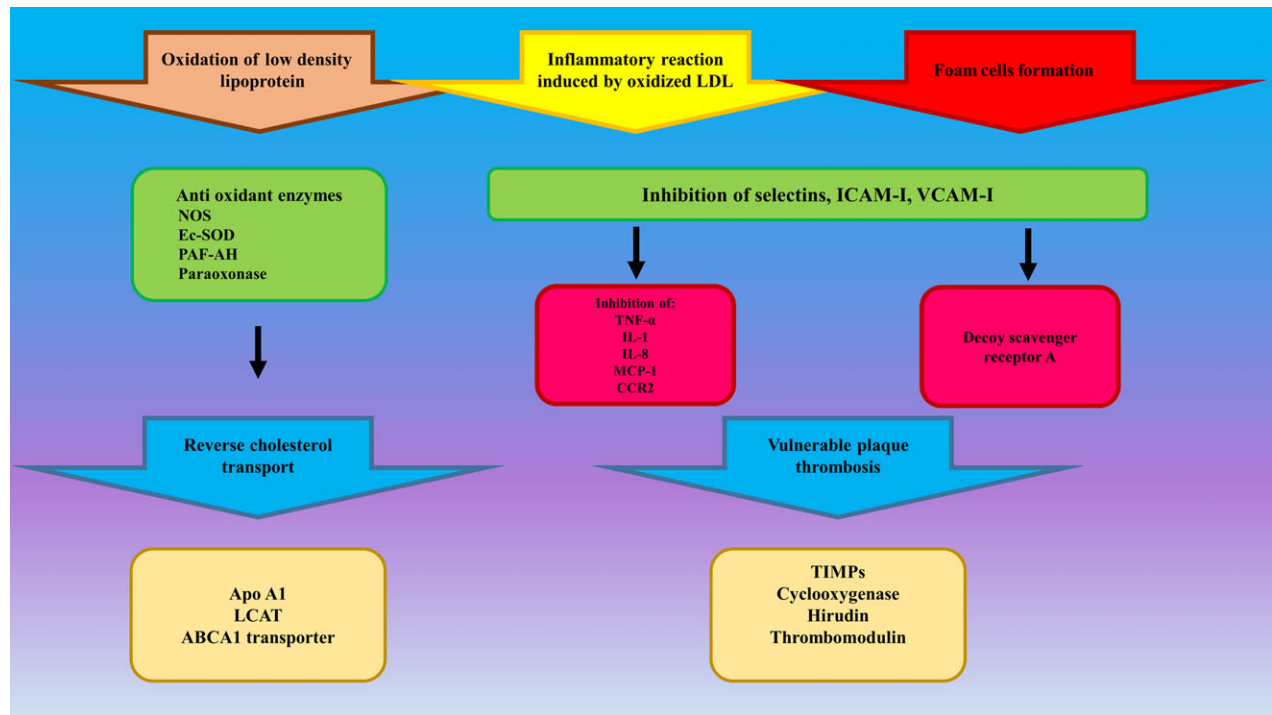 Oxidation of low density
lipoprotein
Inflammatory reaction
induced by oxidized LDL
Foam cells formation
Anti oxidant enzymes
NOS
Ec-SOD
PAF-AH
Paraoxonase
Inhibition of selectins, ICAM-I, VCAM-I
Inhibition of:
TNF-α
IL-1
IL-8
MCP-1
CCR2
Decoy scavenger
receptor A
Reverse cholesterol
transport
Vulnerable plaque
thrombosis
Apo A1
LCAT
ABCA1 transporter
TIMPs
Cyclooxygenase
Hirudin
Thrombomodulin